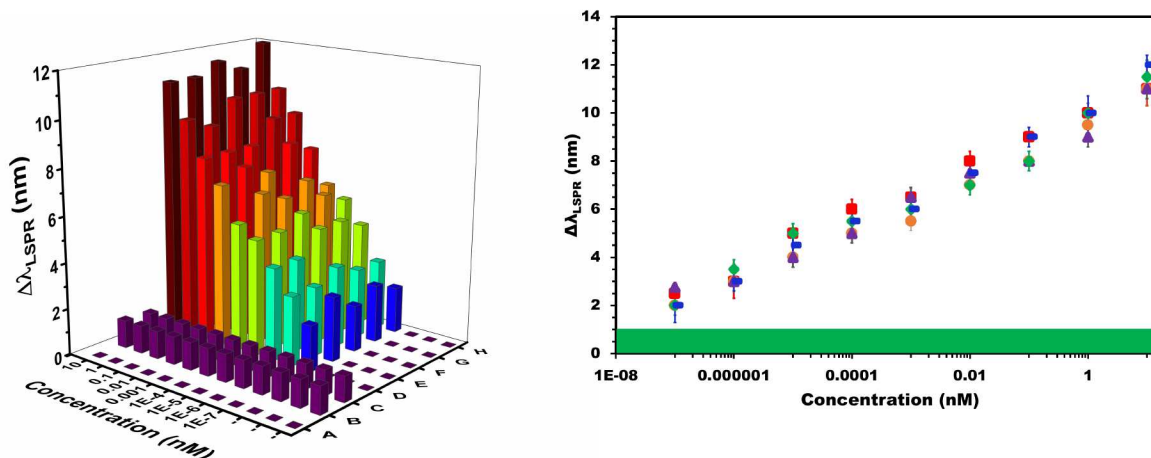 12
10
8
6
4
2
0
ΔλLSPR (nm)
10
1
0.1
0.01
0.001
1E-4
1E-5
1E-6
1E-7
Concentration (nM)
A
B
C
D
E
F
G
H
14
12
10
8
6
4
2
0
ΔλLSPR (nm)
1E-08
0.000001
0.0001
0.01
1
Concentration (nM)